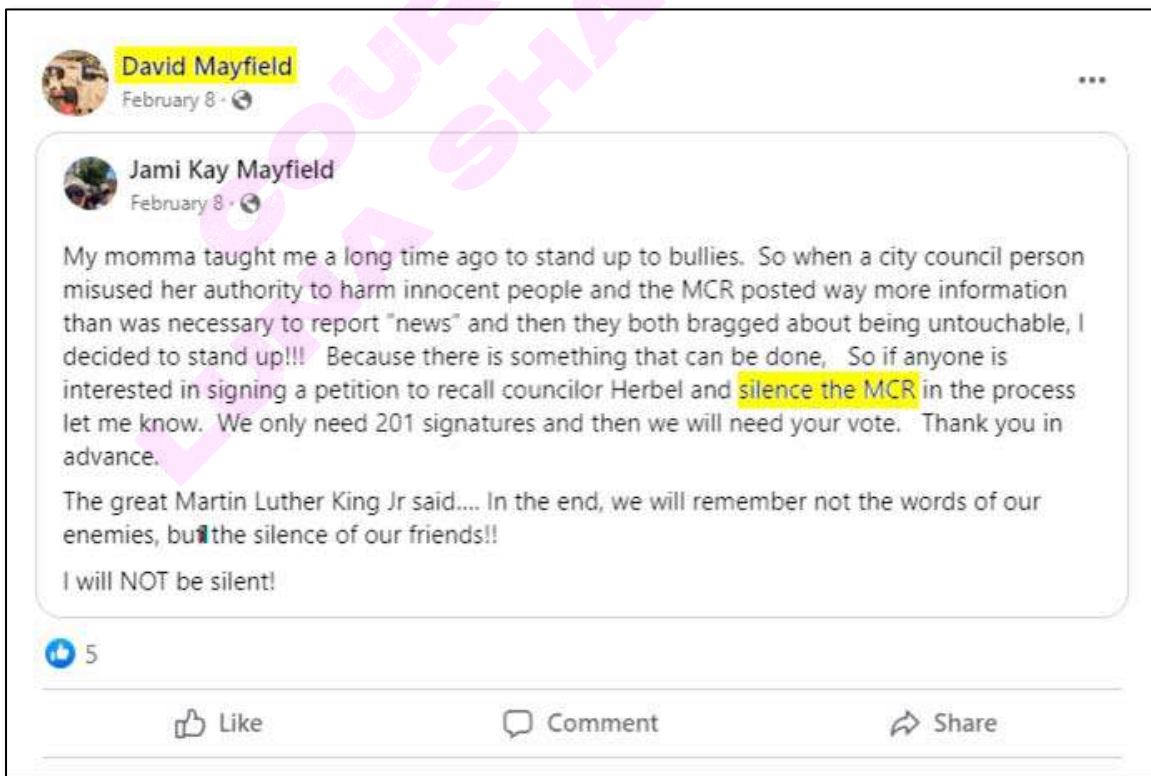 David Mayfield
February 8 ·
Jami Kay Mayfield
February 8 ·
My momma taught me a long time ago to stand up to bullies. So when a city council person
misused her authority to harm innocent people and the MCR posted way more information
than was necessary to report "news" and then they both bragged about being untouchable, I
decided to stand up!!! Because there is something that can be done, So if anyone is
interested in signing a petition to recall councilor Herbel and silence the MCR in the process
let me know. We only need 201 signatures and then we will need your vote. Thank you in
advance.
The great Martin Luther King Jr said.... In the end, we will remember not the words of our
enemies, but the silence of our friends!!
I will NOT be silent!
5
Like Comment Share